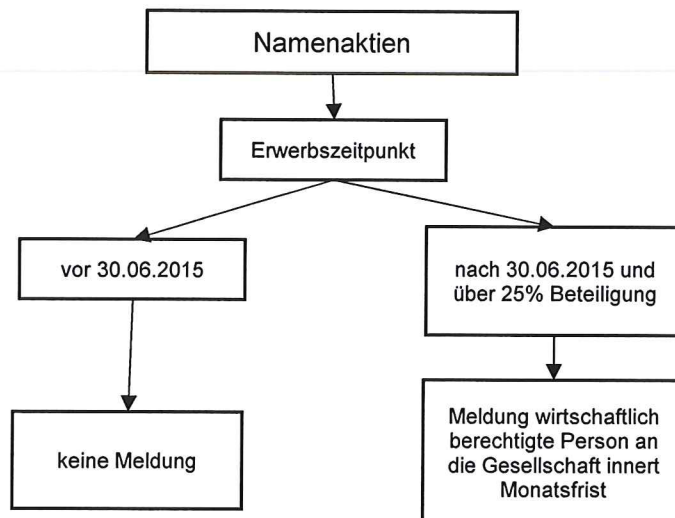 Namenaktien
Erwerbszeitpunkt
vor 30.06.2015
nach 30.06.2015 und
über 25% Beteiligung
keine Meldung
Meldung wirtschaftlich
berechtigte Person an
die Gesellschaft innert
Monatsfrist